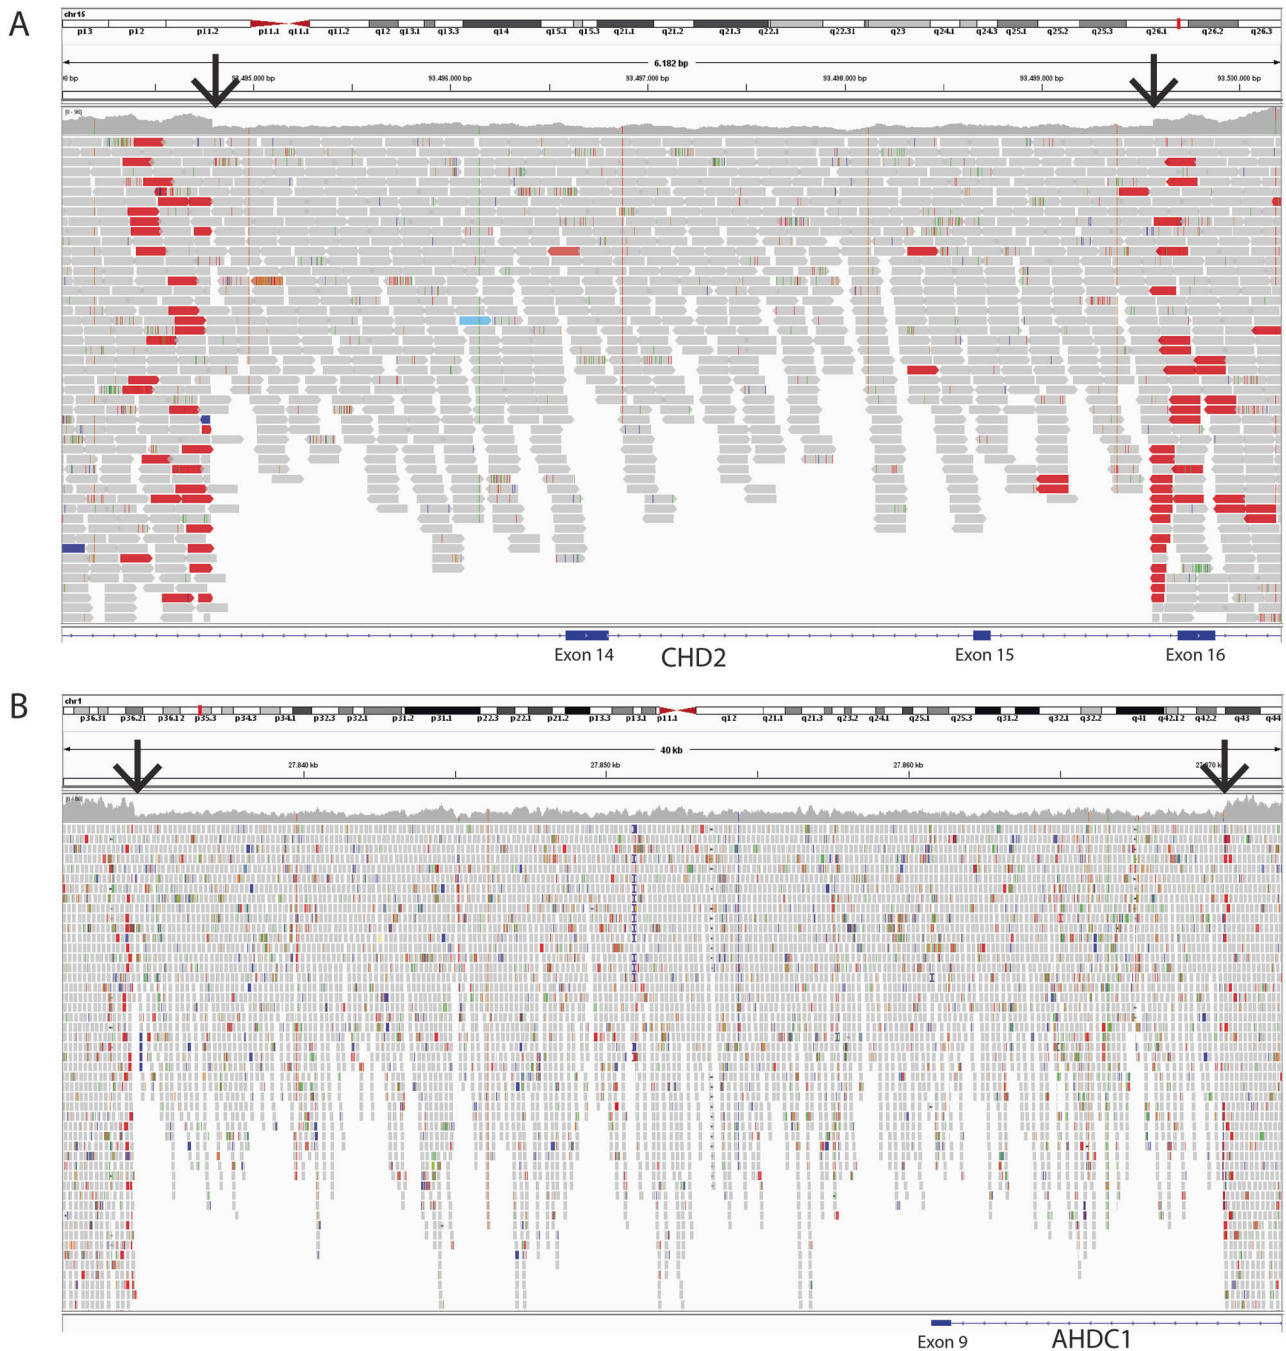 A
chr15
p13 p12 p11.2 p11.1 q11.1 q11.2 q12 q13.1 q13.3 q14 q15.1 q15.3 q21.1 q21.2 q21.3 q22.1 q22.31 q23 q24.1 q24.3 q25.1 q25.2 q25.3 q26.1 q26.2 q26.3
6.182 bp
93.496.000 bp 93.497.000 bp 93.498.000 bp 93.499.000 bp 93.500.000 bp
Exon 14 CHD2 Exon 15 Exon 16
B
chr1
p36.31 p36.21 p36.12 p35.3 p34.3 p34.1 p32.3 p32.1 p31.2 p31.1 p22.3 p22.1 p21.2 p13.3 p13.1 p11.1 q12 q21.1 q21.3 q23.2 q24.1 q25.1 q25.3 q31.2 q32.1 q32.2 q41 q42.12 q42.2 q43 q44
40 kb
27.840 kb 27.850 kb 27.860 kb
Exon 9 AHDC1